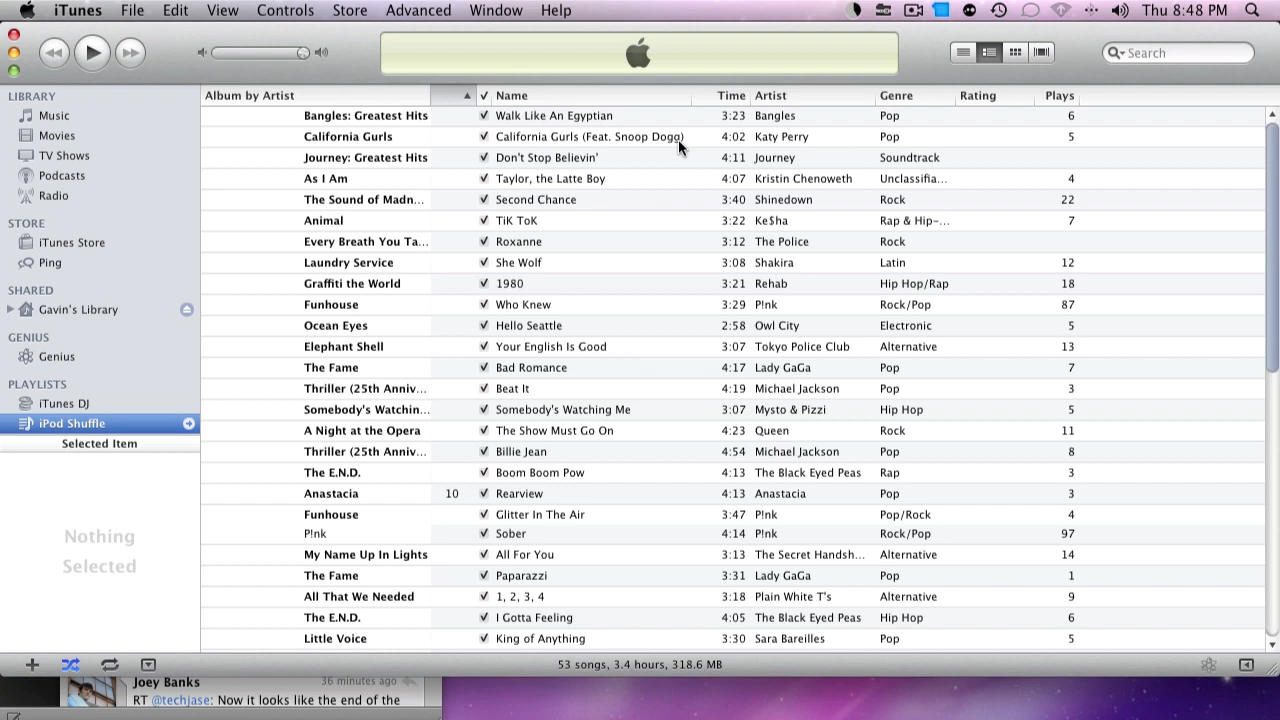 iTunes File Edit View Controls Store Advanced Window Help Thu 8:48 PM
Search
LIBRARY
Music
Movies
TV Shows
Podcasts
Radio
STORE
iTunes Store
Ping
SHARED
Gavin's Library
GENIUS
Genius
PLAYLISTS
iTunes DJ
iPod Shuffle
Selected Item
Nothing
Selected
Album by Artist Name Time Artist Genre Rating Plays
Bangles: Greatest Hits Walk Like An Egyptian 3:23 Bangles Pop 6
California Gurls California Gurls (Feat. Snoop Dogg) 4:02 Katy Perry Pop 5
Journey: Greatest Hits Don't Stop Believin' 4:11 Journey Soundtrack
As I Am Taylor, the Latte Boy 4:07 Kristin Chenoweth Unclassifia... 4
The Sound of Madn... Second Chance 3:40 Shinedown Rock 22
Animal TiK ToK 3:22 Ke$ha Rap & Hip-... 7
Every Breath You Ta... Roxanne 3:12 The Police Rock
Laundry Service She Wolf 3:08 Shakira Latin 12
Graffiti the World 1980 3:21 Rehab Hip Hop/Rap 18
Funhouse Who Knew 3:29 P!nk Rock/Pop 87
Ocean Eyes Hello Seattle 2:58 Owl City Electronic 5
Elephant Shell Your English Is Good 3:07 Tokyo Police Club Alternative 13
The Fame Bad Romance 4:17 Lady GaGa Pop 7
Thriller (25th Anniv... Beat It 4:19 Michael Jackson Pop 3
Somebody's Watchin... Somebody's Watching Me 3:07 Mysto & Pizzi Hip Hop 5
A Night at the Opera The Show Must Go On 4:23 Queen Rock 11
Thriller (25th Anniv... Billie Jean 4:54 Michael Jackson Pop 8
The E.N.D. Boom Boom Pow 4:13 The Black Eyed Peas Rap 3
Anastacia 10 Rearview 4:13 Anastacia Pop 3
Funhouse Glitter In The Air 3:47 P!nk Pop/Rock 4
P!nk Sober 4:14 P!nk Rock/Pop 97
My Name Up In Lights All For You 3:13 The Secret Handsh... Alternative 14
The Fame Paparazzi 3:31 Lady GaGa Pop 1
All That We Needed 1, 2, 3, 4 3:18 Plain White T's Alternative 9
The E.N.D. I Gotta Feeling 4:05 The Black Eyed Peas Hip Hop 6
Little Voice King of Anything 3:30 Sara Bareilles Pop 5
53 songs, 3.4 hours, 318.6 MB
Joey Banks 36 minutes ago
RT @techjase: Now it looks like the end of the